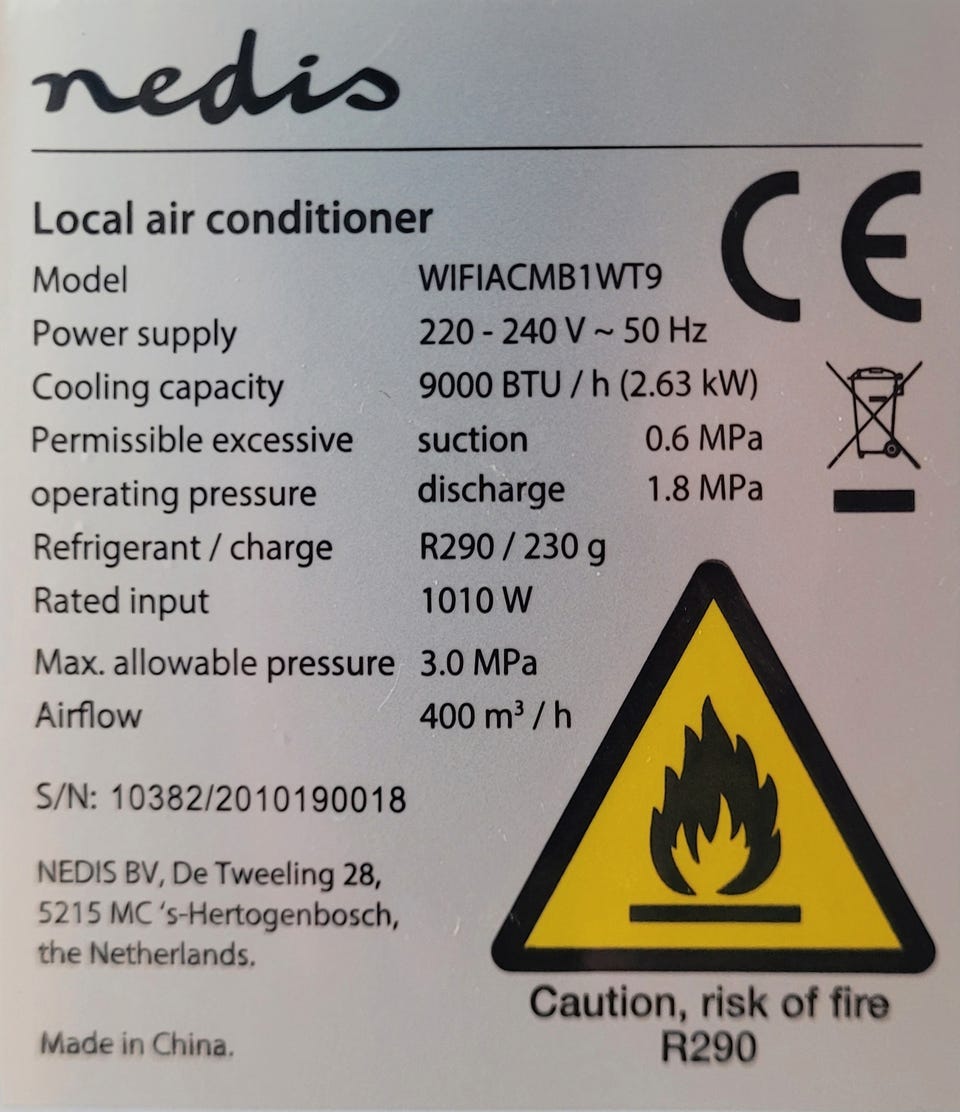 nedis
CE
Local air conditioner
Model WIFIACMB1WT9
Power supply 220 - 240 V ~ 50 Hz
Cooling capacity 9000 BTU / h (2.63 kW)
Permissible excessive suction 0.6 MPa
operating pressure discharge 1.8 MPa
Refrigerant / charge R290 / 230 g
Rated input 1010 W
Max. allowable pressure 3.0 MPa
Airflow 400 m³ / h
S/N: 10382/2010190018
NEDIS BV, De Tweeling 28,
5215 MC ‘s-Hertogenbosch,
the Netherlands.
Made in China.
Caution, risk of fire
R290